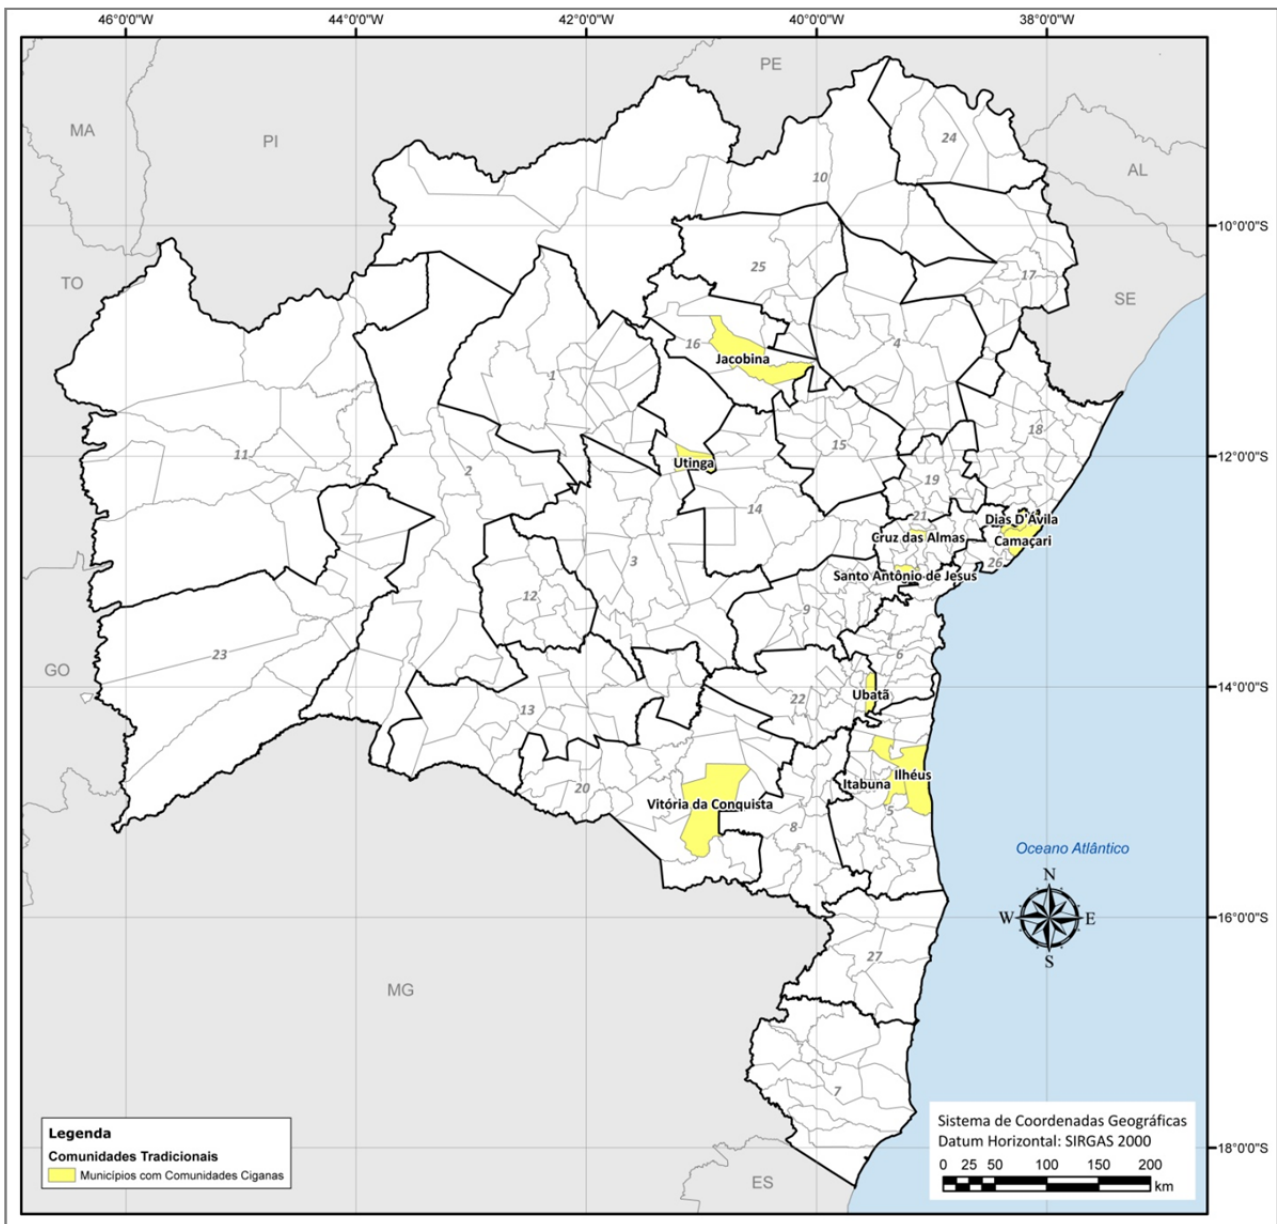 46°0'0"W 44°0'0"W 42°0'0"W 40°0'0"W 38°0'0"W
PE
MA
PI
24
AL
10
10°0'0"S
25
17
TO
SE
16
4
Jacobina
1
18
11
15
12°0'0"S
Utinga
2
19
14
21
Dias D'Ávila
Cruz das Almas
Camaçari
3
26
Santo Antônio de Jesus
12
9
23
6
GO
14°0'0"S
Ubatã
22
13
Ilhéus
Itabuna
20
Vitória da Conquista
5
8
Oceano Atlântico
N
W E
S
16°0'0"S
27
MG
7
Legenda
Comunidades Tradicionais
Municípios com Comunidades Ciganas
Sistema de Coordenadas Geográficas
Datum Horizontal: SIRGAS 2000
0 25 50 100 150 200
km
18°0'0"S
ES